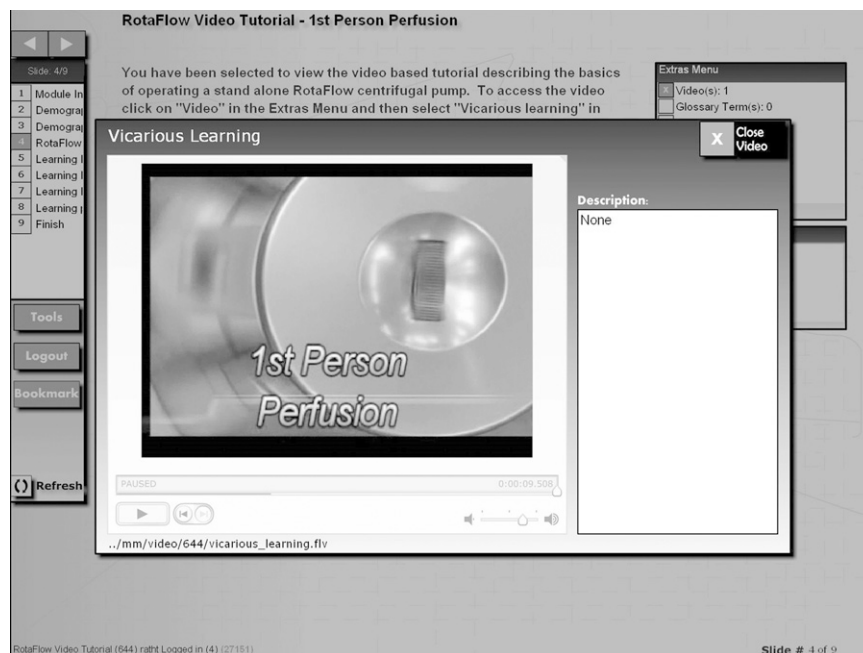 RotaFlow Video Tutorial - 1st Person Perfusion
Slide: 4/9
1 Module In
2 Demograp
3 Demograp
4 RotaFlow
5 Learning I
6 Learning I
7 Learning I
8 Learning
9 Finish
Tools
Logout
Bookmark
Refresh
You have been selected to view the video based tutorial describing the basics
of operating a stand alone RotaFlow centrifugal pump. To access the video
click on "Video" in the Extras Menu and then select "Vicarious learning" in
Extras Menu
X Video(s): 1
Glossary Term(s): 0
Vicarious Learning
X Close
Video
1st Person
Perfusion
Description:
None
PAUSED 0:00:09.508
../mm/video/644/vicarious_learning.flv
RotaFlow Video Tutorial (644) ratht Logged in (4) (27151)
Slide # 4 of 9